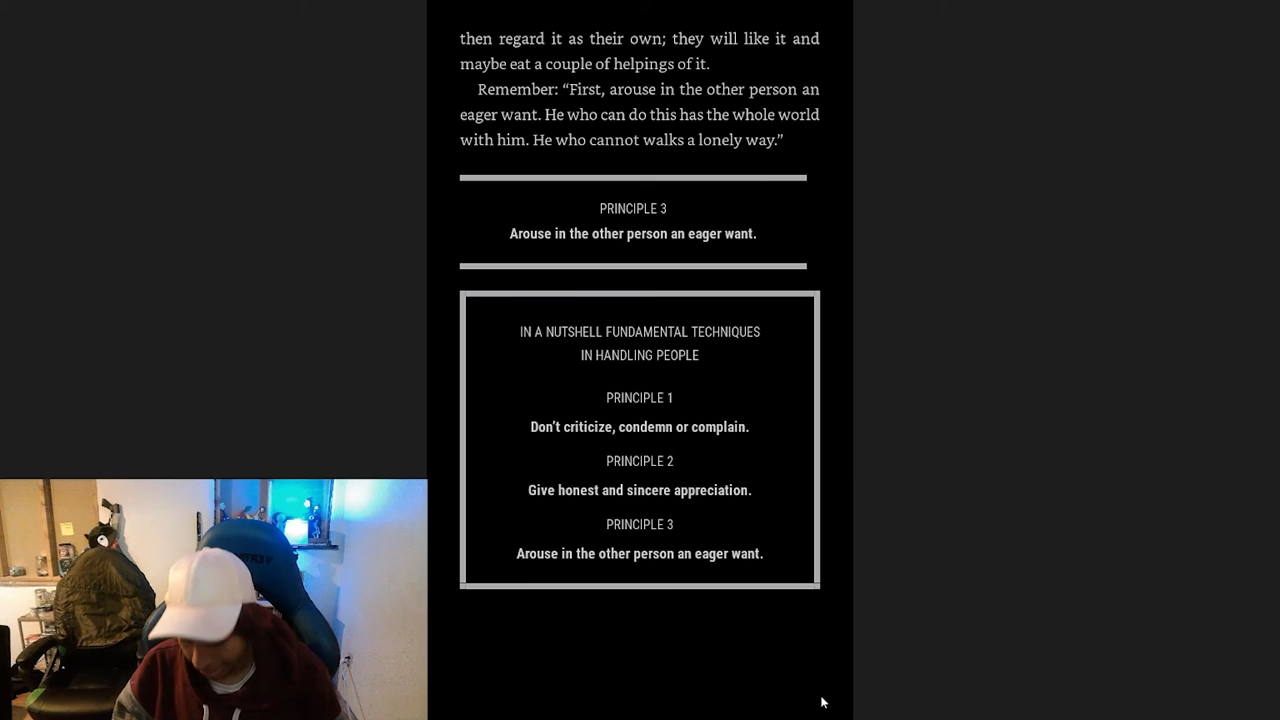 then regard it as their own; they will like it and
maybe eat a couple of helpings of it.
Remember: “First, arouse in the other person an
eager want. He who can do this has the whole world
with him. He who cannot walks a lonely way.”
PRINCIPLE 3
Arouse in the other person an eager want.
IN A NUTSHELL FUNDAMENTAL TECHNIQUES
IN HANDLING PEOPLE
PRINCIPLE 1
Don’t criticize, condemn or complain.
PRINCIPLE 2
Give honest and sincere appreciation.
PRINCIPLE 3
Arouse in the other person an eager want.